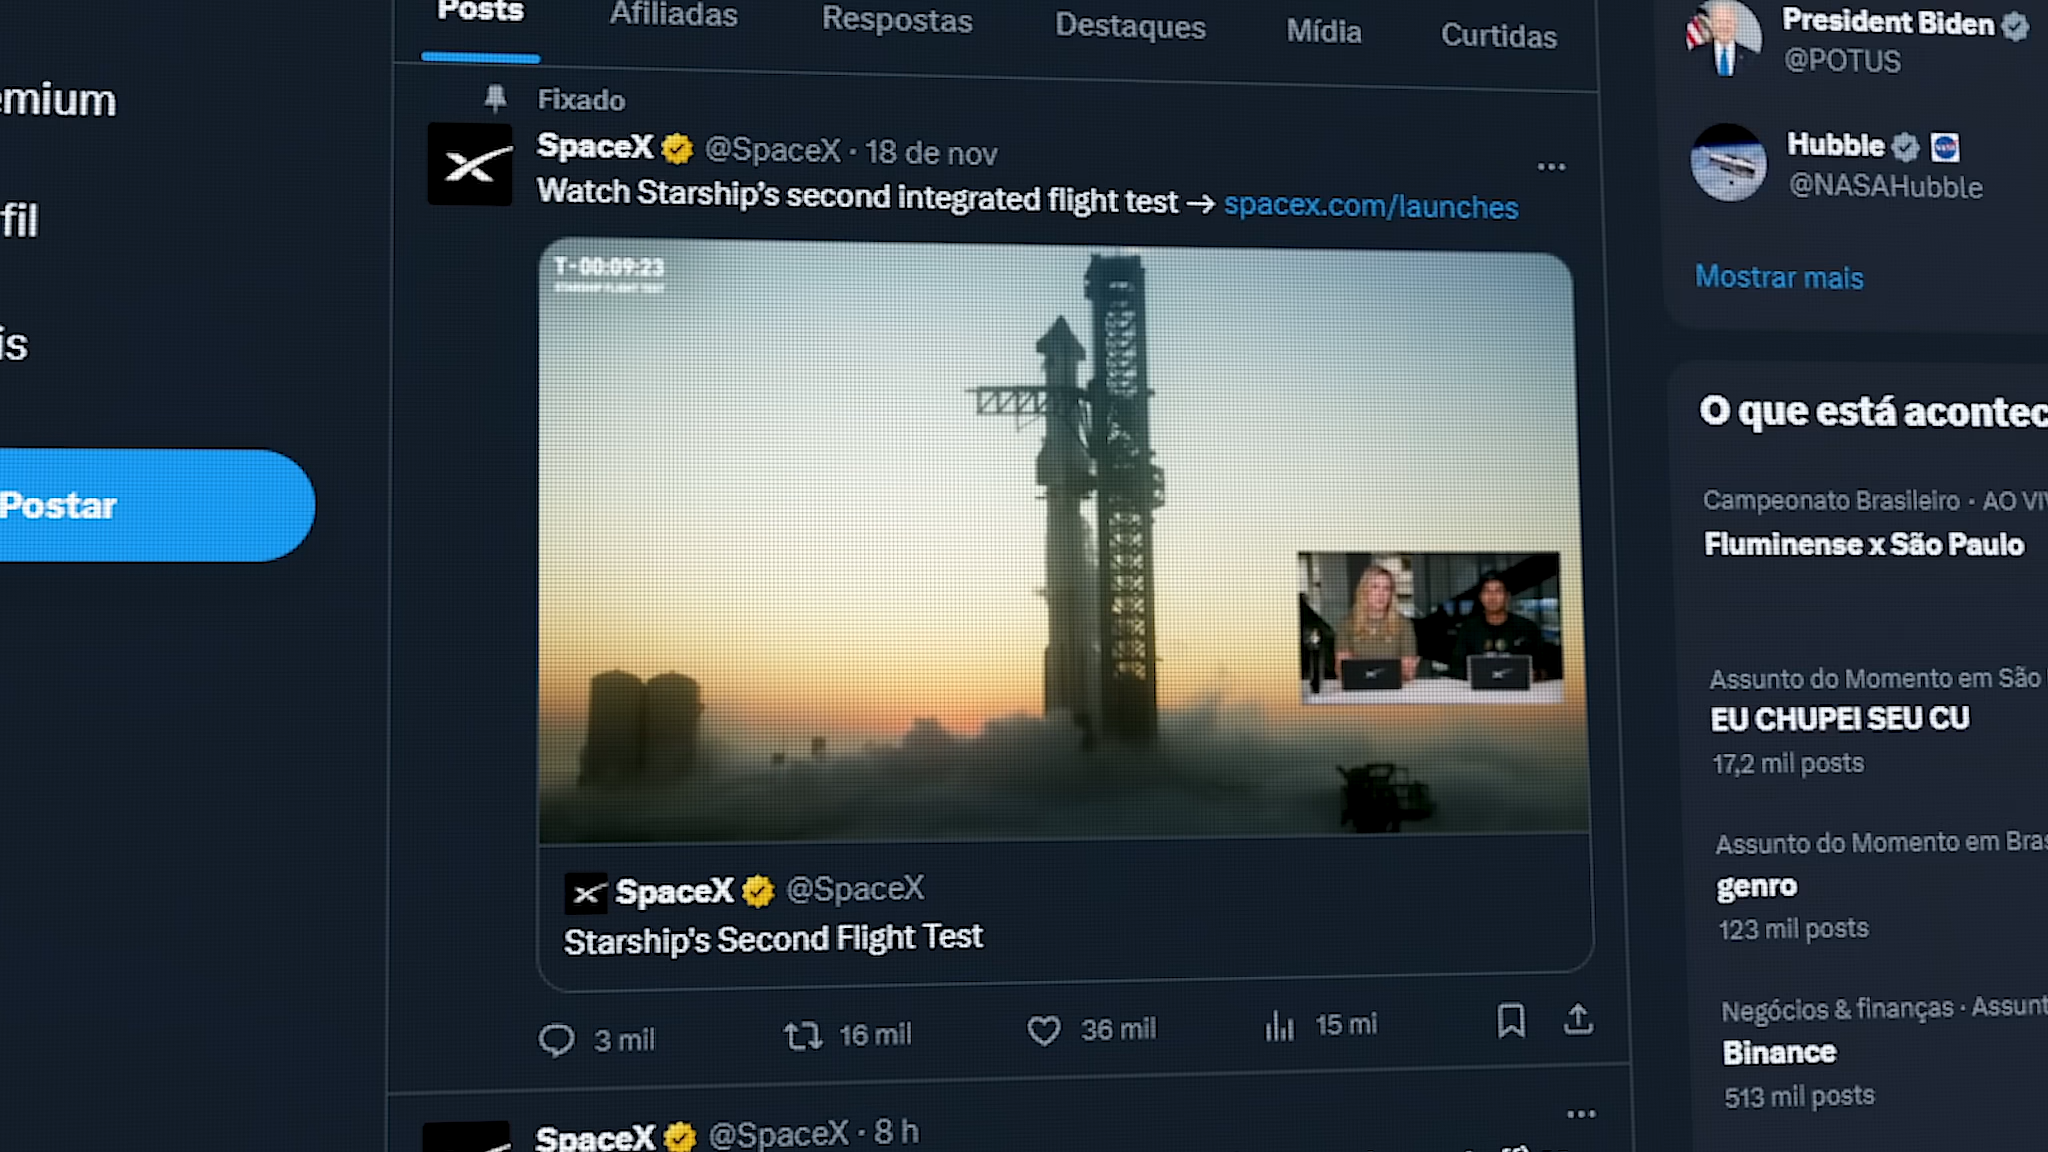 emium
fil
is
Postar
Posts Afiliadas Respostas Destaques Mídia Curtidas
Fixado
SpaceX @SpaceX · 18 de nov
Watch Starship's second integrated flight test → spacex.com/launches
T-00:09:23
STARSHIP FLIGHT TEST
SpaceX @SpaceX
Starship's Second Flight Test
3 mil 16 mil 36 mil 15 mi
SpaceX @SpaceX · 8 h
President Biden
@POTUS
Hubble
@NASAHubble
Mostrar mais
O que está acontec
Campeonato Brasileiro · AO VIV
Fluminense x São Paulo
Assunto do Momento em São
EU CHUPEI SEU CU
17,2 mil posts
Assunto do Momento em Bras
genro
123 mil posts
Negócios & finanças · Assunt
Binance
513 mil posts